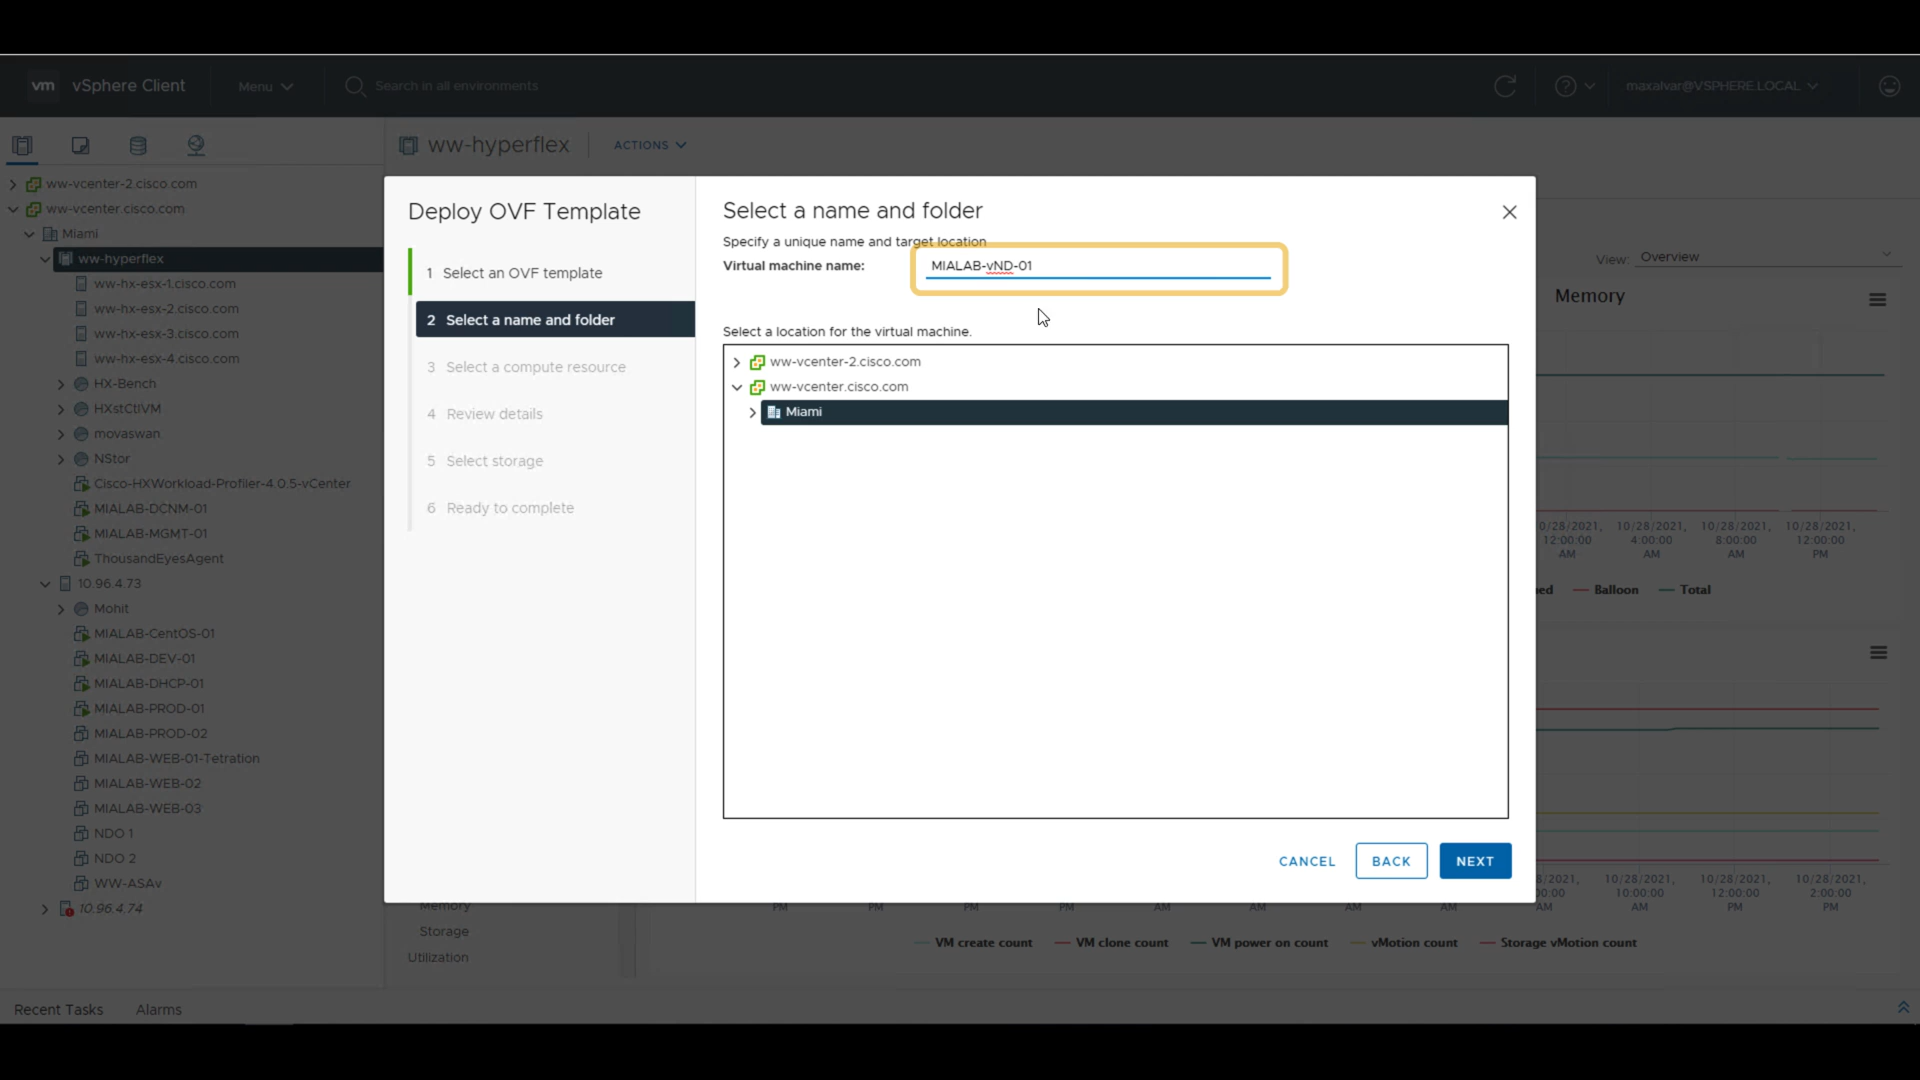 vm vSphere Client Menu Search in all environments maxalvar@VSPHERE.LOCAL
ww-hyperflex ACTIONS
ww-vcenter-2.cisco.com
ww-vcenter.cisco.com
Miami
ww-hyperflex
ww-hx-esx-1.cisco.com
ww-hx-esx-2.cisco.com
ww-hx-esx-3.cisco.com
ww-hx-esx-4.cisco.com
HX-Bench
HXstCtlVM
movaswan
NStor
Cisco-HXWorkload-Profiler-4.0.5-vCenter
MIALAB-DCNM-01
MIALAB-MGMT-01
ThousandEyesAgent
10.96.4.73
Mohit
MIALAB-CentOS-01
MIALAB-DEV-01
MIALAB-DHCP-01
MIALAB-PROD-01
MIALAB-PROD-02
MIALAB-WEB-01-Tetration
MIALAB-WEB-02
MIALAB-WEB-03
NDO 1
NDO 2
WW-ASAv
10.96.4.74
Deploy OVF Template
1 Select an OVF template
2 Select a name and folder
3 Select a compute resource
4 Review details
5 Select storage
6 Ready to complete
Select a name and folder
Specify a unique name and target location
Virtual machine name: MIALAB-vND-01
Select a location for the virtual machine.
ww-vcenter-2.cisco.com
ww-vcenter.cisco.com
Miami
CANCEL BACK NEXT
View: Overview
Memory
10/28/2021, 10/28/2021, 10/28/2021,
12:00:00 4:00:00 8:00:00 12:00:00
AM AM AM PM
Balloon Total
10/28/2021, 10/28/2021, 10/28/2021,
10:00:00 12:00:00 2:00:00
AM AM PM PM
PM PM PM PM AM AM AM AM
Memory
Storage
Utilization
VM create count VM clone count VM power on count vMotion count Storage vMotion count
Recent Tasks Alarms